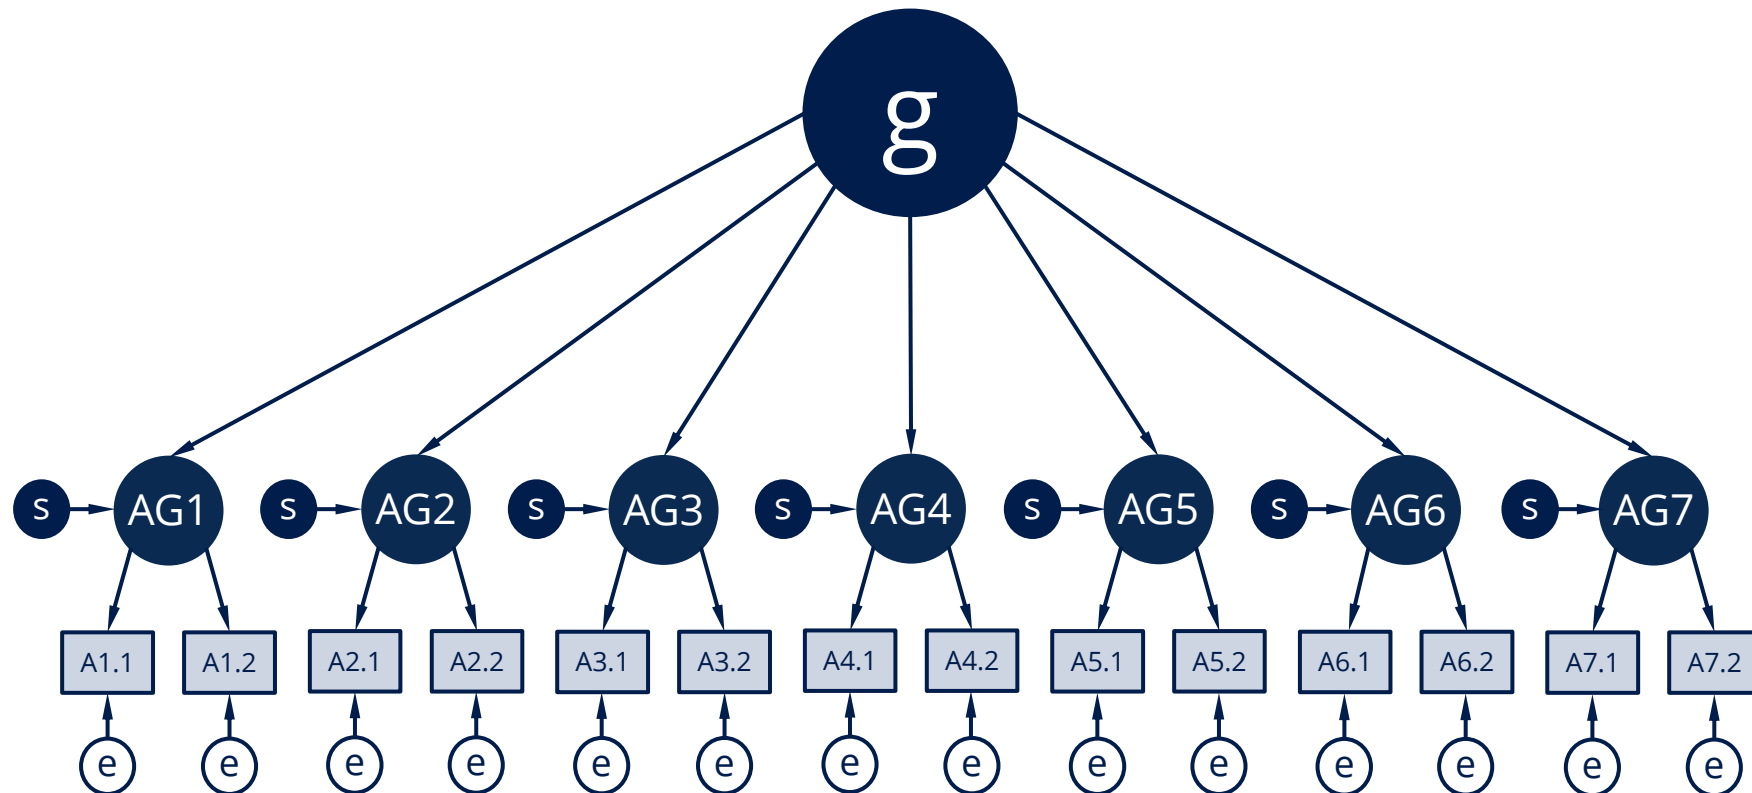 g
s AG1 s AG2 s AG3 s AG4 s AG5 s AG6 s AG7
A1.1 A1.2 A2.1 A2.2 A3.1 A3.2 A4.1 A4.2 A5.1 A5.2 A6.1 A6.2 A7.1 A7.2
e e e e e e e e e e e e e e